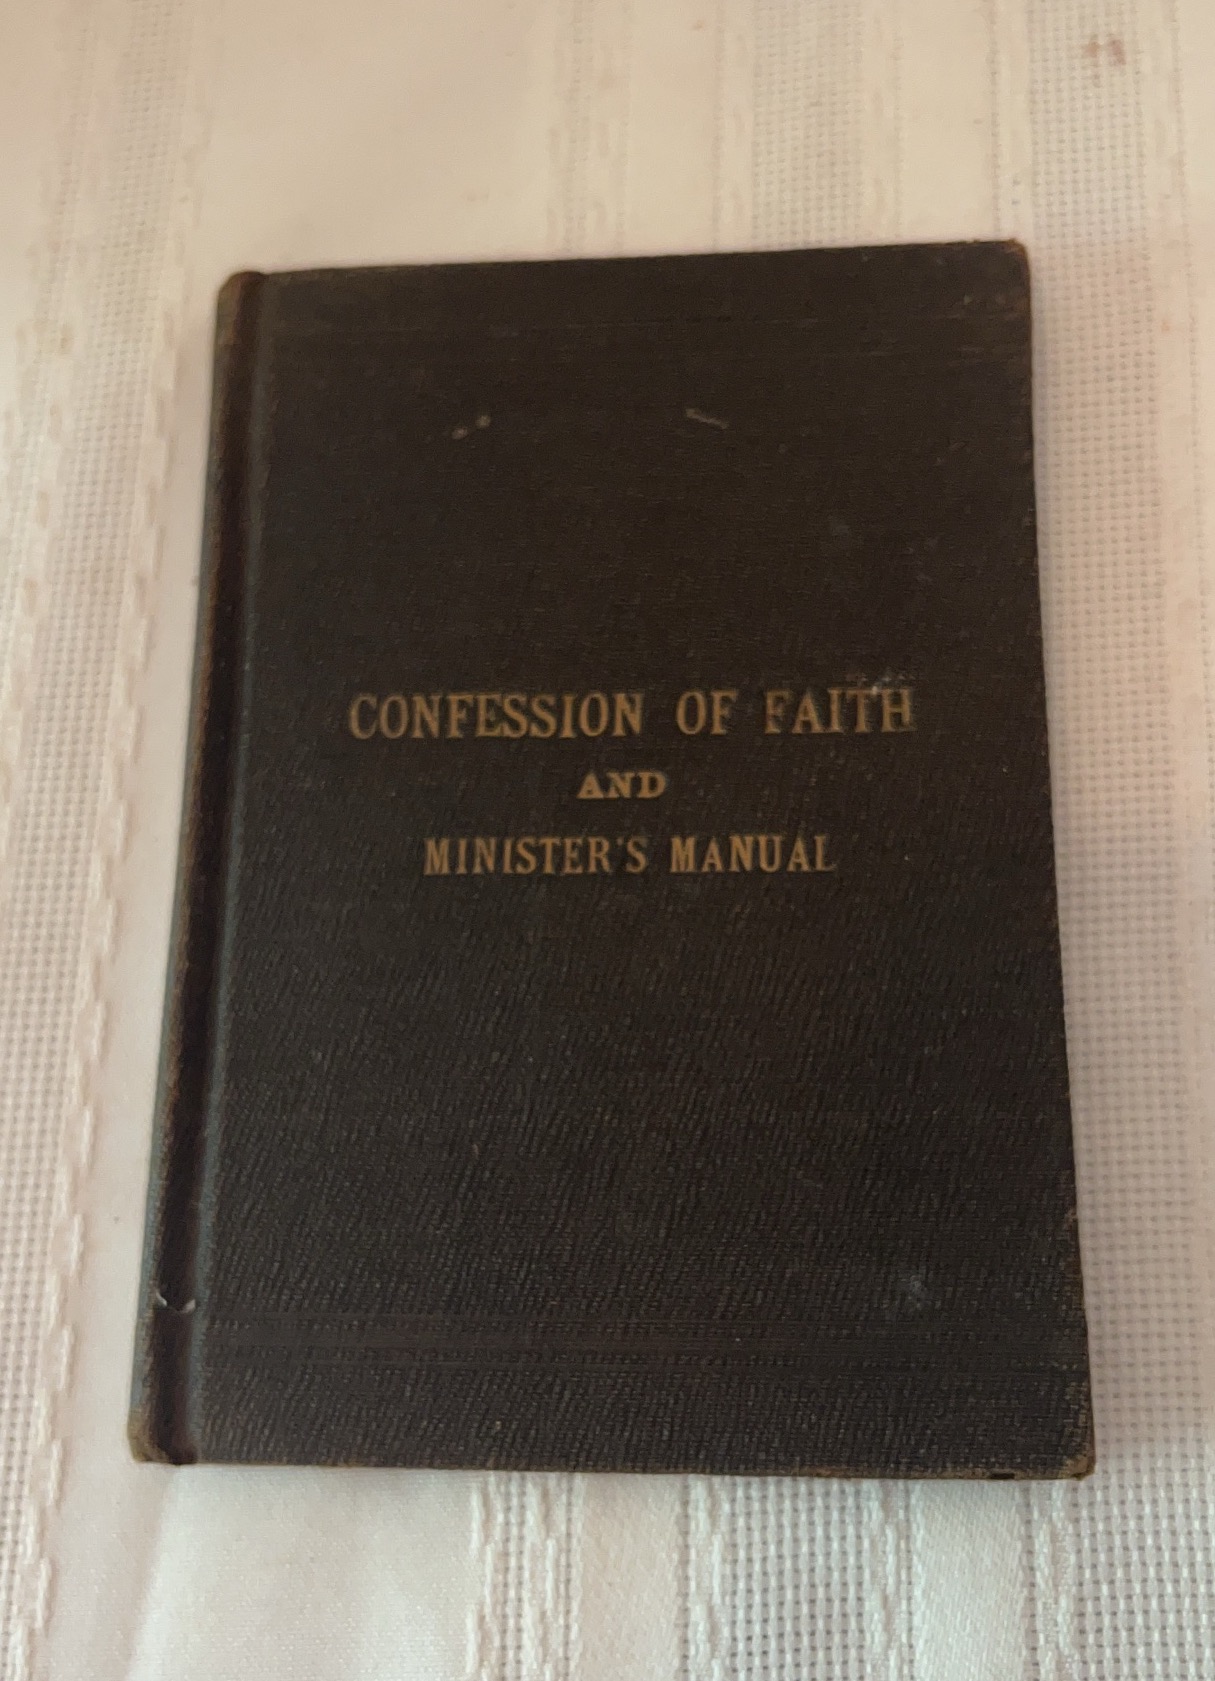 CONFESSION OF FAITH
AND
MINISTER'S MANUAL